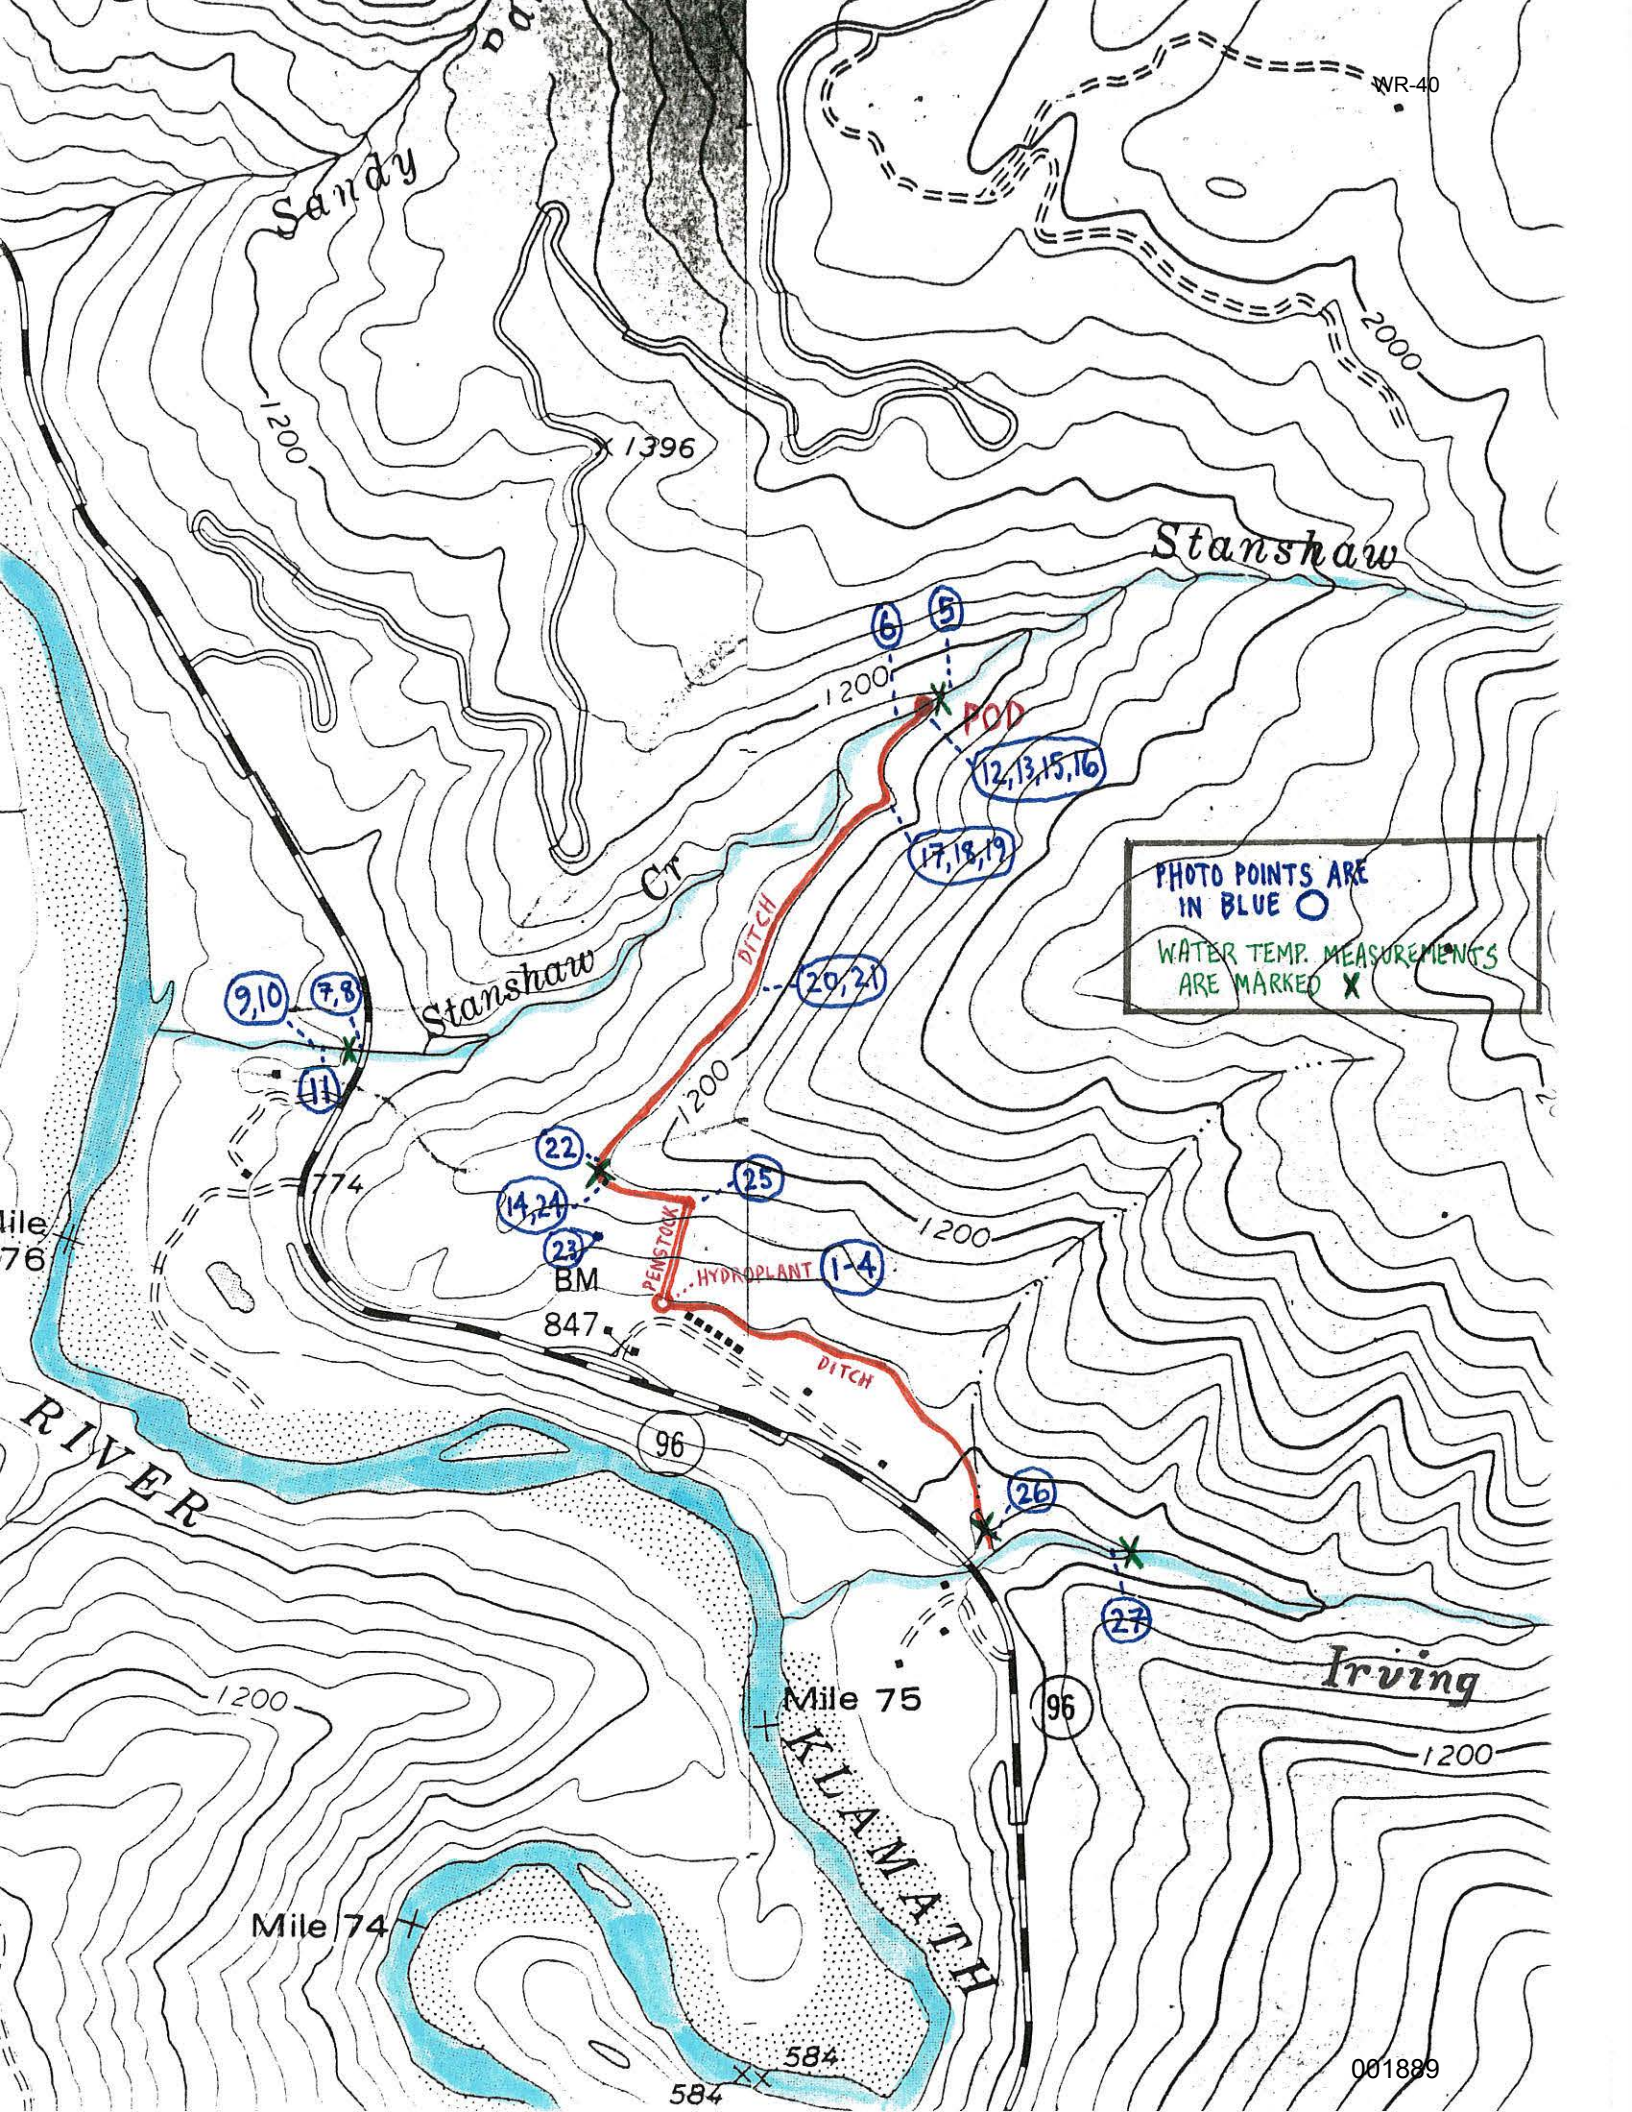 WR-40
Sandy
2000
1200
1396
Stanshaw
6
5
1200
POD
12,13,15,16
17,18,19
Cr
PHOTO POINTS ARE
IN BLUE
WATER TEMP. MEASUREMENTS
ARE MARKED X
DITCH
20,21
9,10
7,8
Stanshaw
11
1200
22
774
25
14,24
1200
23
PENSTOCK
HYDROPLANT
1-4
76
BM
847
DITCH
RIVER
96
26
27
Irving
1200
Mile 75
96
1200
KLAMATH
Mile 74
584
584
001889